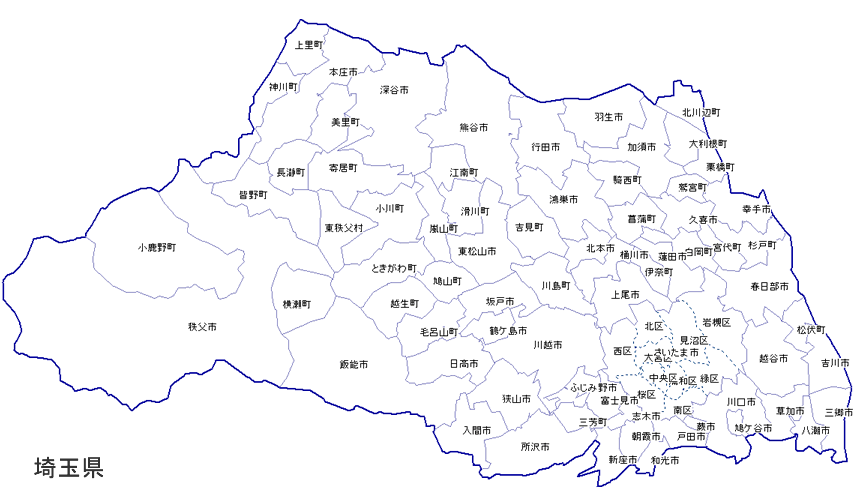 上里町
本庄市
神川町
深谷市
美里町
熊谷市
羽生市
北川辺町
行田市
加須市
大利根町
栗橋町
長瀞町
寄居町
江南町
騎西町
鷲宮町
皆野町
小川町
滑川町
鴻巣市
菖蒲町
久喜市
幸手市
東秩父村
嵐山町
吉見町
小鹿野町
東松山市
北本市
桶川市
蓮田市
白岡町
宮代町
杉戸町
ときがわ町
鳩山町
伊奈町
川島町
上尾市
春日部市
横瀬町
越生町
坂戸市
秩父市
毛呂山町
鶴ケ島市
川越市
北区
岩槻区
松伏町
見沼区
西区
大宮区
さいたま市
越谷市
吉川市
飯能市
日高市
中央区
浦和区
緑区
ふじみ野市
桜区
狭山市
富士見市
川口市
志木市
南区
草加市
三郷市
三芳町
蕨市
入間市
朝霞市
戸田市
鳩ケ谷市
八潮市
所沢市
新座市
和光市
埼玉県